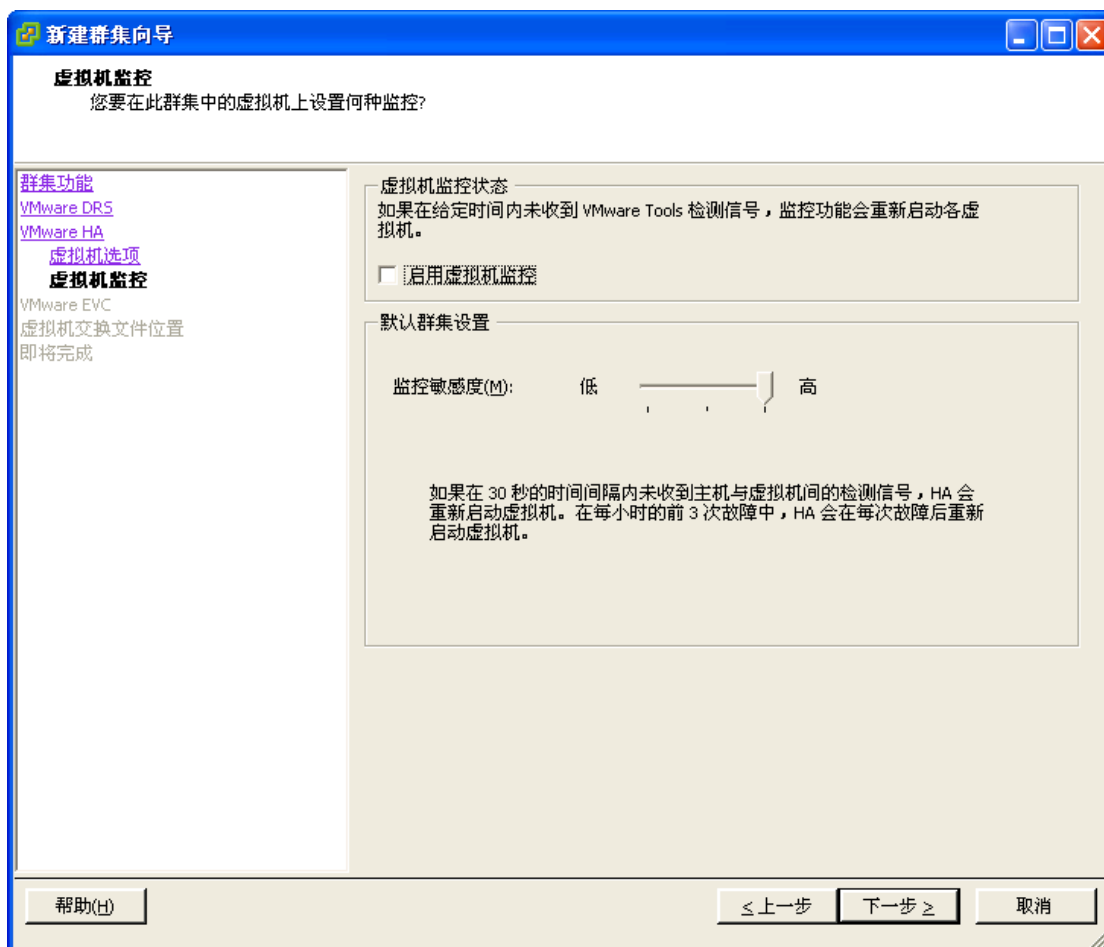 新建群集向导
虚拟机监控
您要在此群集中的虚拟机上设置何种监控?
群集功能
VMware DRS
VMware HA
虚拟机选项
虚拟机监控
VMware EVC
虚拟机交换文件位置
即将完成
虚拟机监控状态
如果在给定时间内未收到 VMware Tools 检测信号，监控功能会重新启动各虚
拟机。
启用虚拟机监控
默认群集设置
监控敏感度(M): 低 高
如果在 30 秒的时间间隔内未收到主机与虚拟机间的检测信号，HA 会
重新启动虚拟机。在每小时的前 3 次故障中，HA 会在每次故障后重新
启动虚拟机。
帮助(H) ≤上一步 下一步≥ 取消